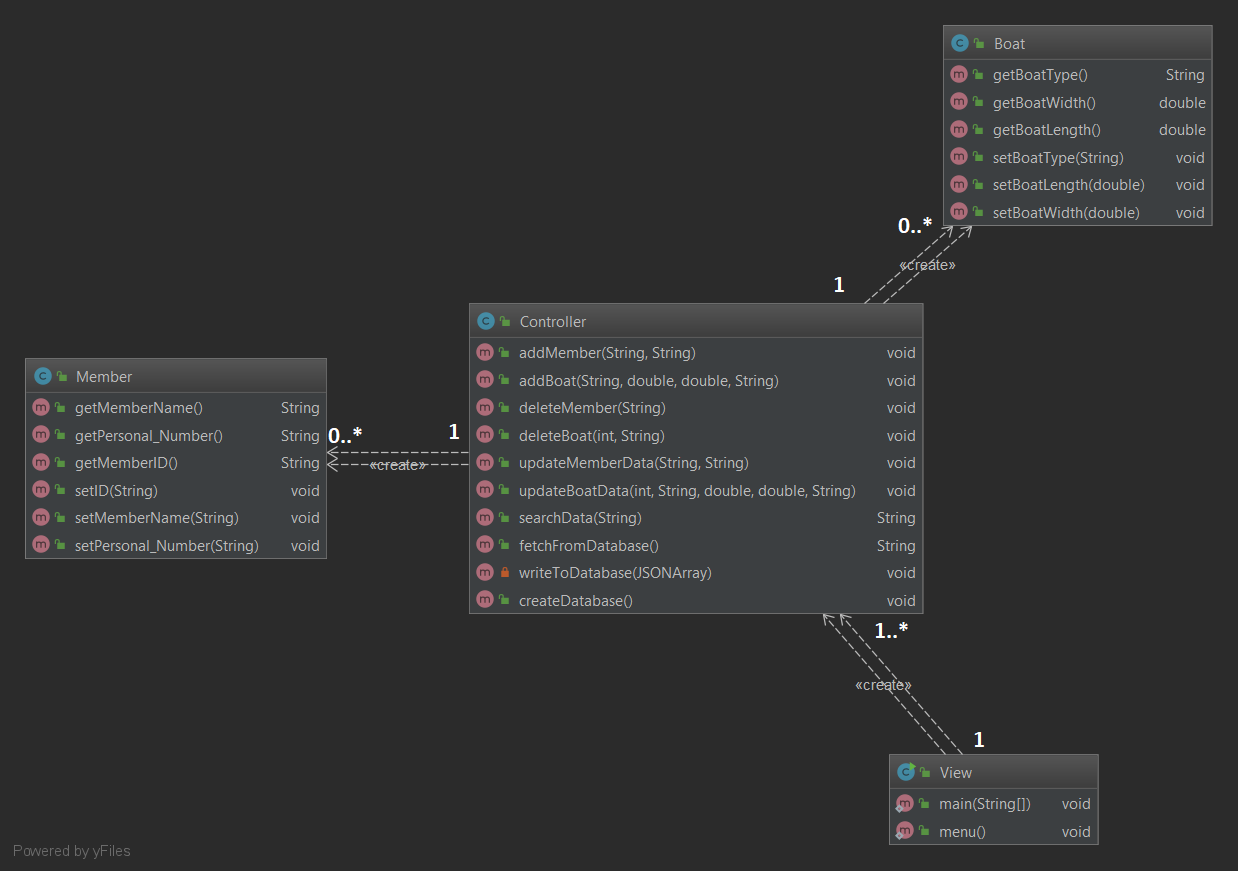 Boat
getBoatType() String
getBoatWidth() double
getBoatLength() double
setBoatType(String) void
setBoatLength(double) void
setBoatWidth(double) void
0..*
«create»
1
Controller
addMember(String, String) void
addBoat(String, double, double, String) void
deleteMember(String) void
deleteBoat(int, String) void
updateMemberData(String, String) void
updateBoatData(int, String, double, double, String) void
searchData(String) String
fetchFromDatabase() String
writeToDatabase(JSONArray) void
createDatabase() void
Member
getMemberName() String
getPersonal_Number() String
getMemberID() String
setID(String) void
setMemberName(String) void
setPersonal_Number(String) void
0..* 1
«create»
1..*
«create»
1
View
main(String[]) void
menu() void
Powered by yFiles